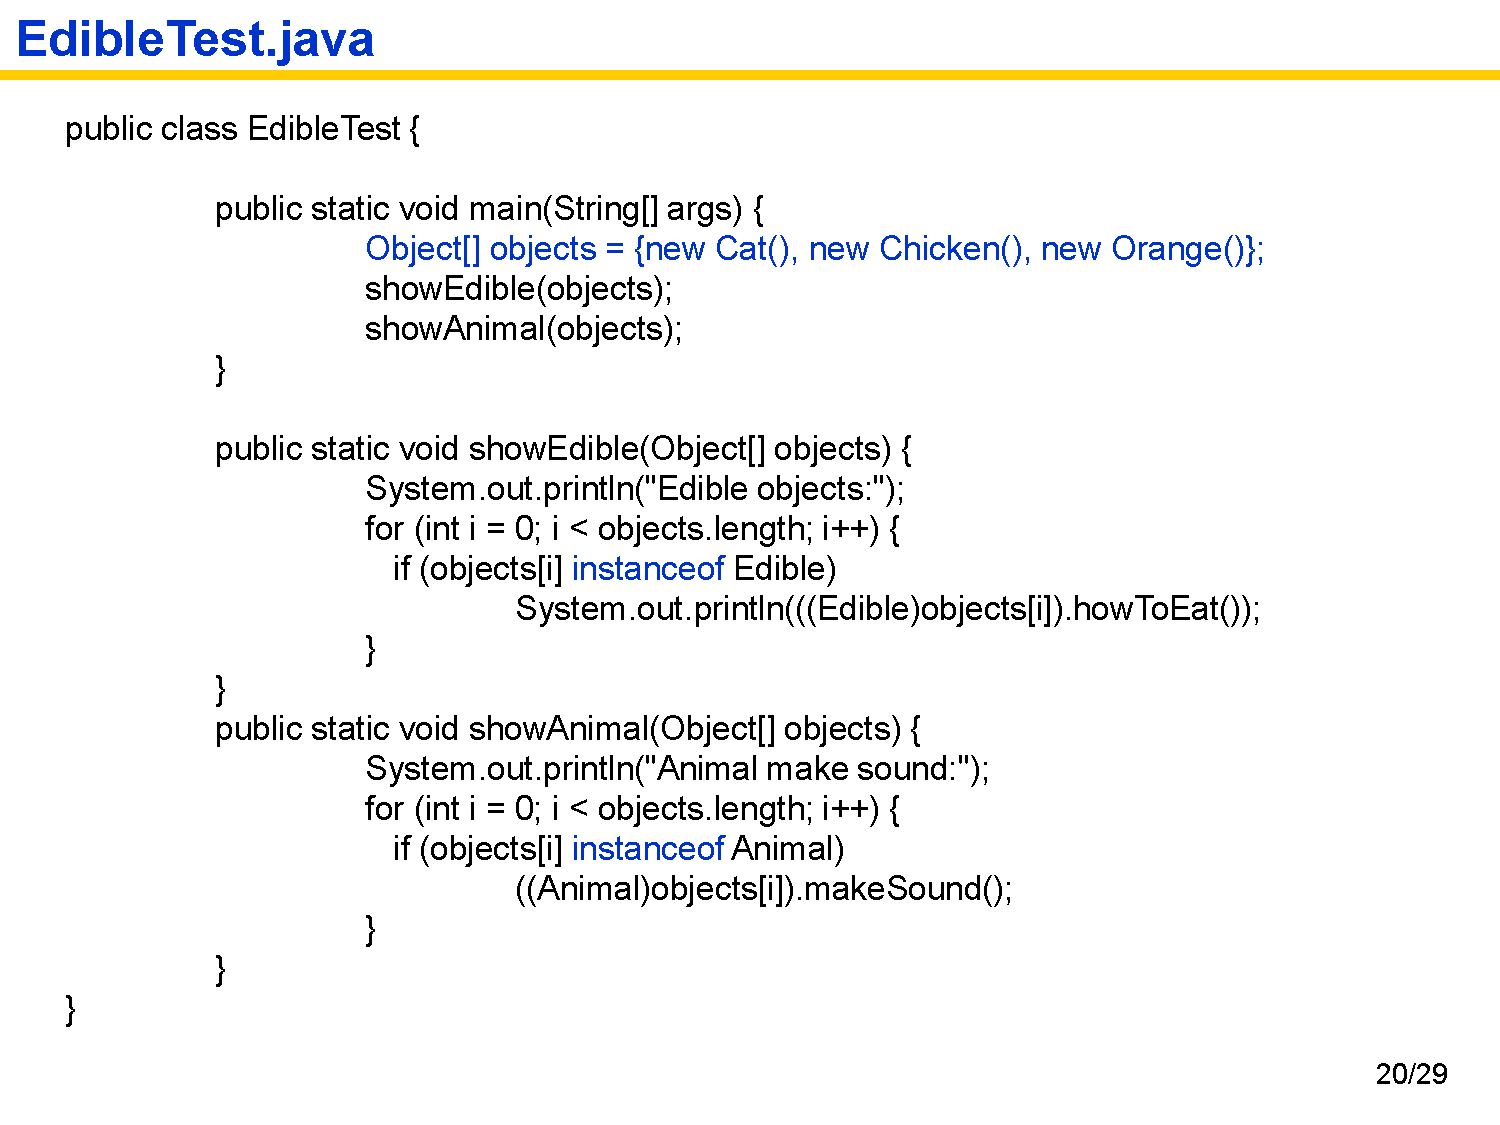 EdibleTest.java
public class EdibleTest {
public static void main(String[] args) {
Object[] objects = {new Cat(), new Chicken(), new Orange()};
showEdible(objects);
showAnimal(objects);
}
public static void showEdible(Object[] objects) {
System.out.println("Edible objects:");
for (int i = 0; i < objects.length; i++) {
if (objects[i] instanceof Edible)
System.out.println(((Edible)objects[i]).howToEat());
}
}
public static void showAnimal(Object[] objects) {
System.out.println("Animal make sound:");
for (int i = 0; i < objects.length; i++) {
if (objects[i] instanceof Animal)
((Animal)objects[i]).makeSound();
}
}
}
20/29